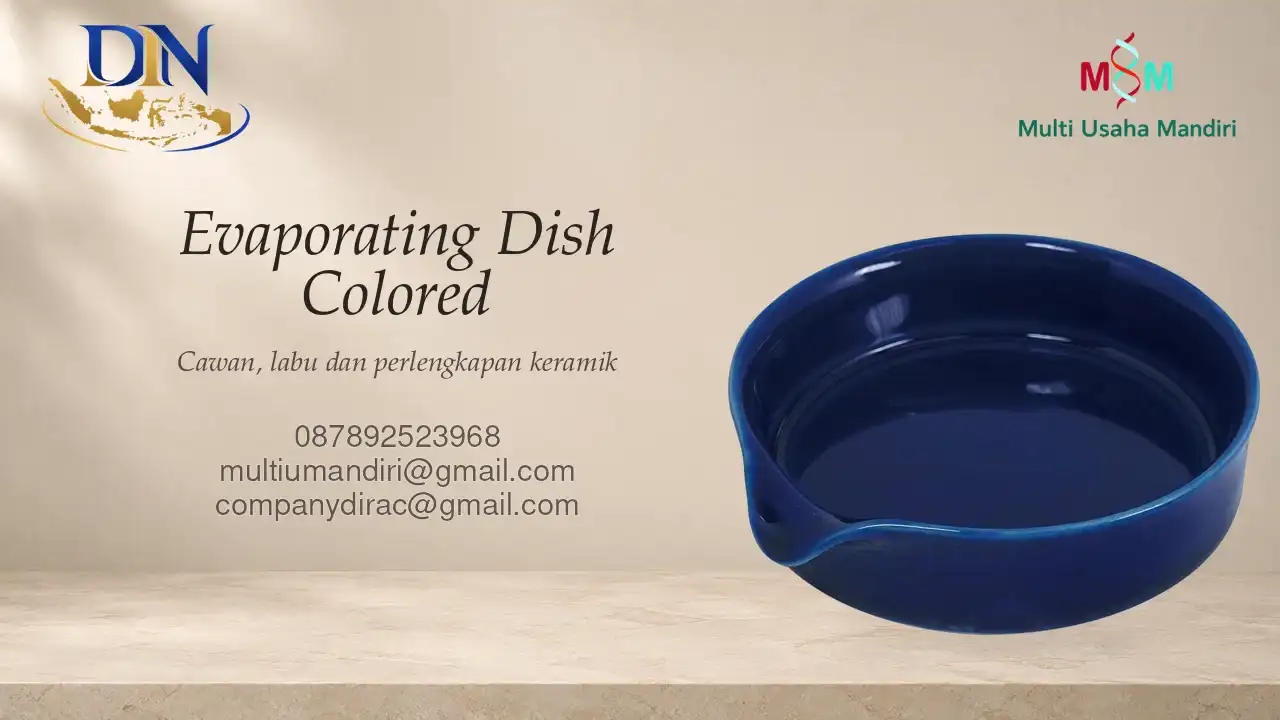 DIN
MSM
Multi Usaha Mandiri
Evaporating Dish
Colored
Cawan, labu dan perlengkapan keramik
087892523968
multiumandiri@gmail.com
companydirac@gmail.com